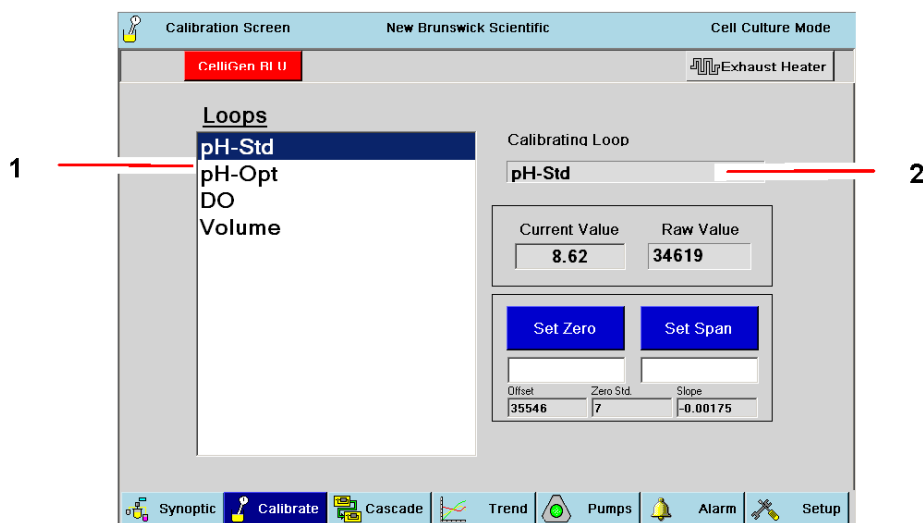 Calibration Screen New Brunswick Scientific Cell Culture Mode
CelliGen BLU Exhaust Heater
Loops
pH-Std
pH-Opt
DO
Volume
1
Calibrating Loop
pH-Std
2
Current Value Raw Value
8.62 34619
Set Zero Set Span
Offset Zero Std. Slope
35546 7 -0.00175
Synoptic Calibrate Cascade Trend Pumps Alarm Setup